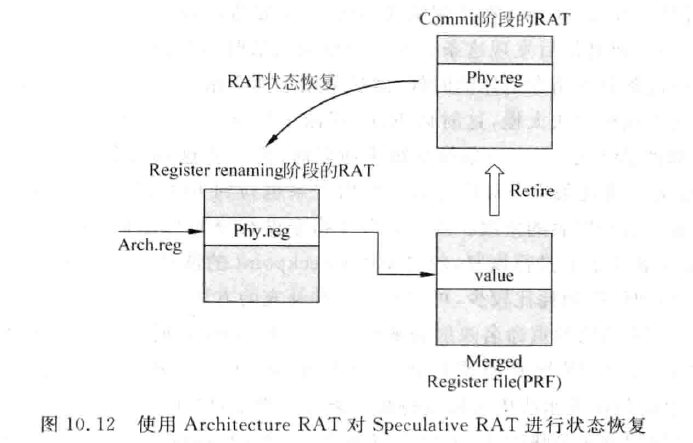 Commit阶段的RAT
Phy.reg
RAT状态恢复
Register renaming阶段的RAT
Retire
Arch.reg
Phy.reg
value
Merged
Register file(PRF)
图 10.12 使用 Architecture RAT 对 Speculative RAT 进行状态恢复